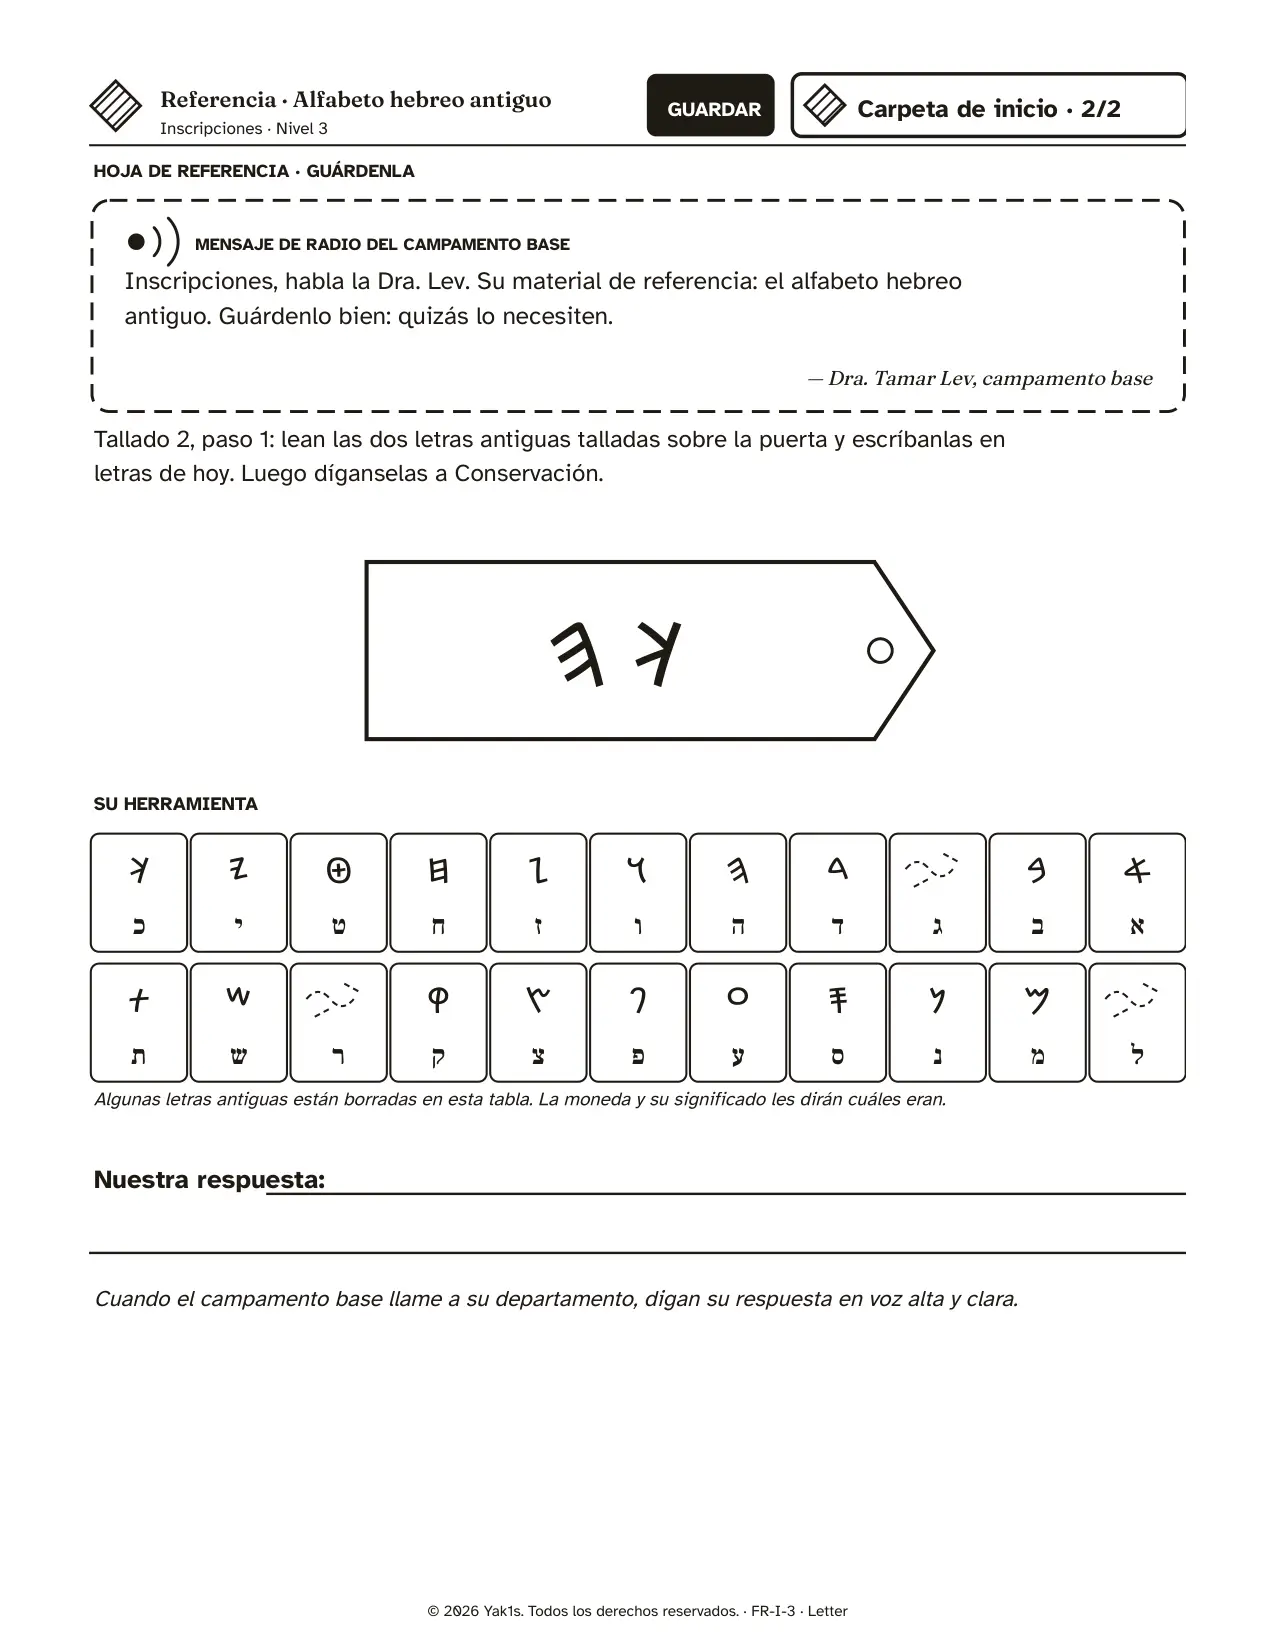 Referencia · Alfabeto hebreo antiguo
Inscripciones · Nivel 3
GUARDAR
Carpeta de inicio · 2/2
HOJA DE REFERENCIA · GUÁRDENLA
MENSAJE DE RADIO DEL CAMPAMENTO BASE
Inscripciones, habla la Dra. Lev. Su material de referencia: el alfabeto hebreo
antiguo. Guárdenlo bien: quizás lo necesiten.
— Dra. Tamar Lev, campamento base
Tallado 2, paso 1: lean las dos letras antiguas talladas sobre la puerta y escríbanlas en
letras de hoy. Luego díganselas a Conservación.
𐤊𐤄
SU HERRAMIENTA
𐤀 𐤁 𐤃 𐤄 𐤅 𐤆 𐤇 𐤈 𐤉 𐤊
א ב ג ד ה ו ז ח ט י כ
𐤌 𐤍 𐤎 𐤏 𐤐 𐤑 𐤒 𐤔 𐤕
ל מ נ ס ע פ צ ק ר ש ת
Algunas letras antiguas están borradas en esta tabla. La moneda y su significado les dirán cuáles eran.
Nuestra respuesta:
Cuando el campamento base llame a su departamento, digan su respuesta en voz alta y clara.
© 2026 Yak1s. Todos los derechos reservados. · FR-I-3 · Letter